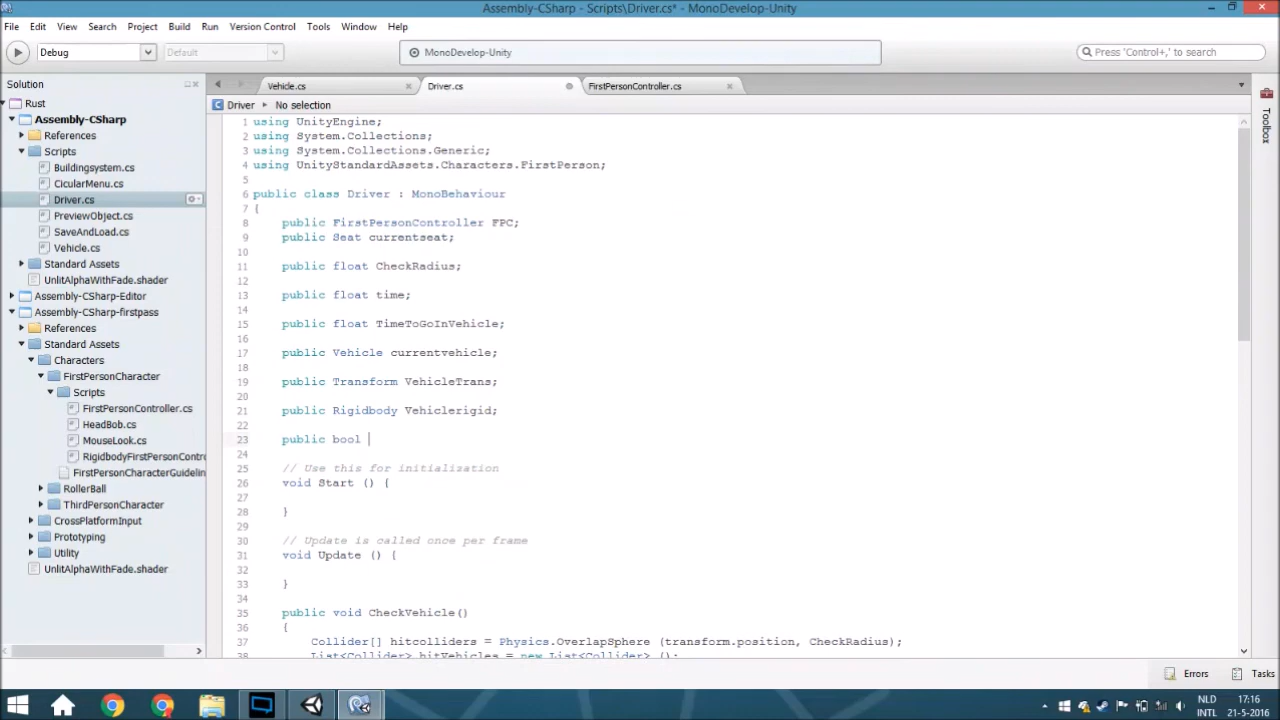 Assembly-CSharp - Scripts\Driver.cs* - MonoDevelop-Unity
File Edit View Search Project Build Run Version Control Tools Window Help
Debug Default MonoDevelop-Unity Press 'Control+,' to search
Solution Vehicle.cs Driver.cs FirstPersonController.cs
Driver No selection
Rust
Assembly-CSharp
References
Scripts
Buildingsystem.cs
CicularMenu.cs
Driver.cs
PreviewObject.cs
SaveAndLoad.cs
Vehicle.cs
Standard Assets
UnlitAlphaWithFade.shader
Assembly-CSharp-Editor
Assembly-CSharp-firstpass
References
Standard Assets
Characters
FirstPersonCharacter
Scripts
FirstPersonController.cs
HeadBob.cs
MouseLook.cs
RigidbodyFirstPersonContro
FirstPersonCharacterGuidelin
RollerBall
ThirdPersonCharacter
CrossPlatformInput
Prototyping
Utility
UnlitAlphaWithFade.shader
1 using UnityEngine;
2 using System.Collections;
3 using System.Collections.Generic;
4 using UnityStandardAssets.Characters.FirstPerson;
5
6 public class Driver : MonoBehaviour
7 {
8 public FirstPersonController FPC;
9 public Seat currentseat;
10
11 public float CheckRadius;
12
13 public float time;
14
15 public float TimeToGoInVehicle;
16
17 public Vehicle currentvehicle;
18
19 public Transform VehicleTrans;
20
21 public Rigidbody Vehiclerigid;
22
23 public bool
24
25 // Use this for initialization
26 void Start () {
27
28 }
29
30 // Update is called once per frame
31 void Update () {
32
33 }
34
35 public void CheckVehicle()
36 {
37 Collider[] hitcolliders = Physics.OverlapSphere (transform.position, CheckRadius);
38 List<Collider> hitVehicles = new List<Collider> ();
Toolbox
Errors Tasks
NLD 17:16
INTL 21-5-2016